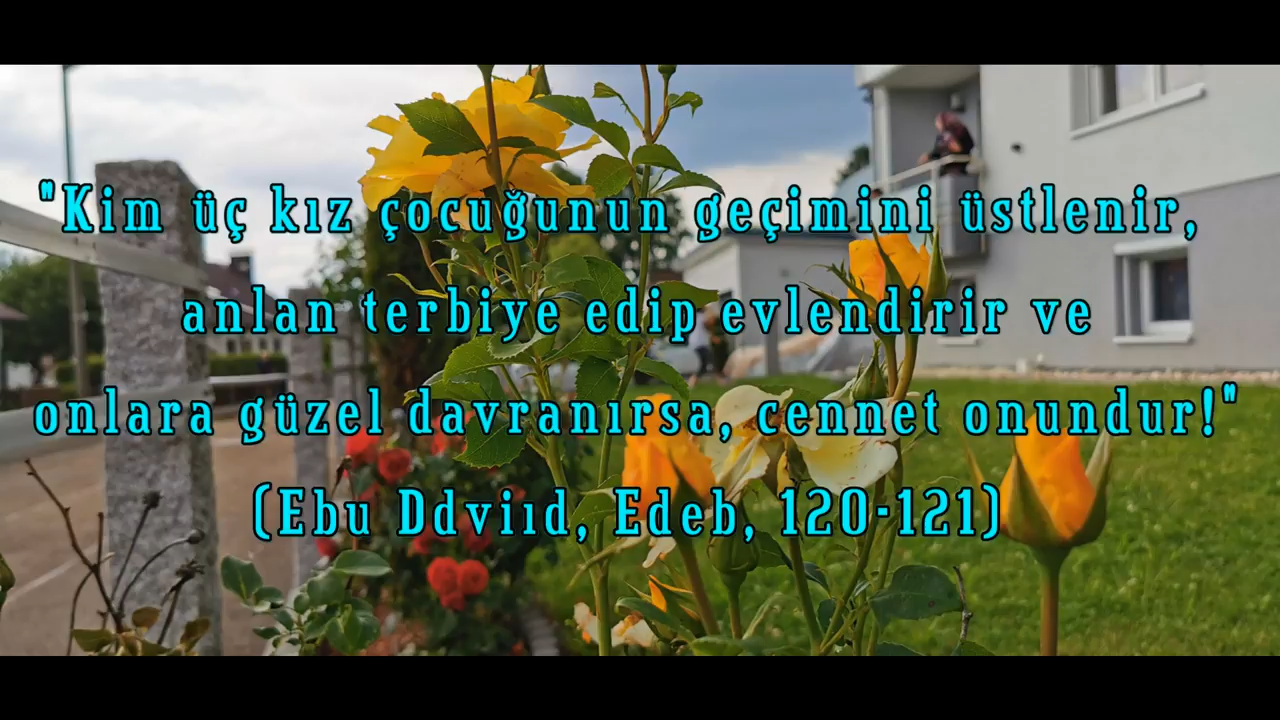 "Kim üç kız çocuğunun geçimini üstlenir,
anlan terbiye edip evlendirir ve
onlara güzel davranırsa, cennet onundur!"
(Ebu Ddviıd, Edeb, 120-121)